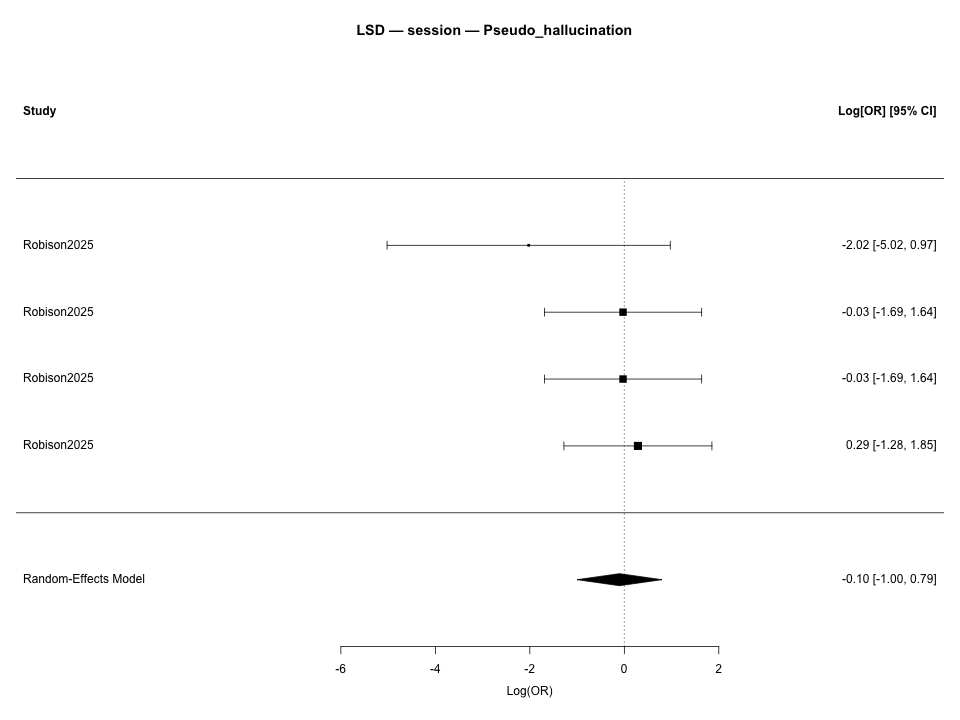 LSD — session — Pseudo_hallucination
Study Log[OR] [95% CI]
Robison2025 -2.02 [-5.02, 0.97]
Robison2025 -0.03 [-1.69, 1.64]
Robison2025 -0.03 [-1.69, 1.64]
Robison2025 0.29 [-1.28, 1.85]
Random-Effects Model -0.10 [-1.00, 0.79]
-6 -4 -2 0 2
Log(OR)